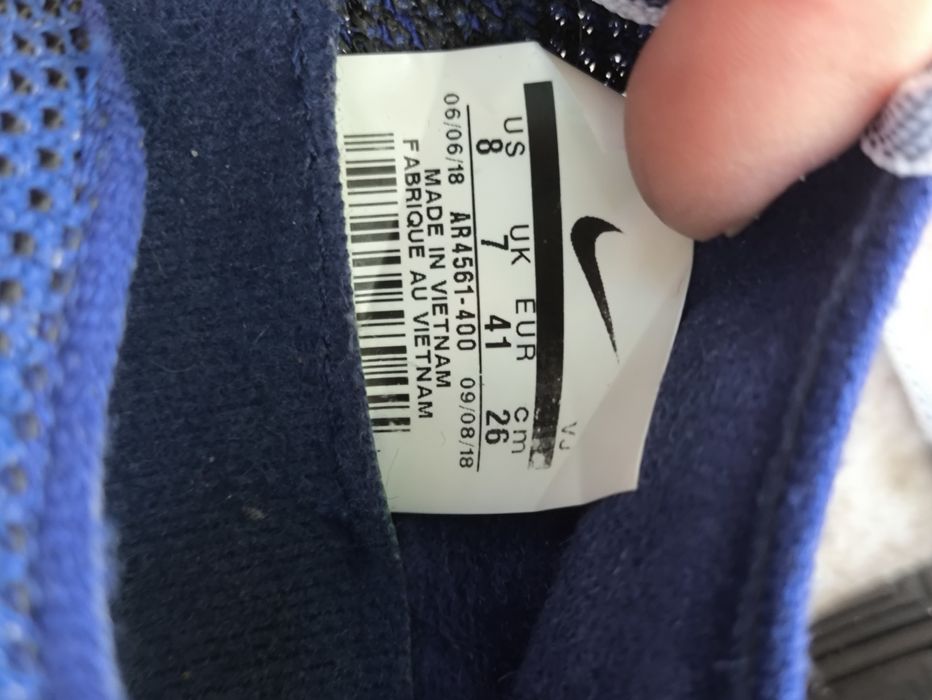 VJ
US UK EUR cm
8 7 41 26
06/06/18 AR4561-400 09/08/18
MADE IN VIETNAM
FABRIQUE AU VIETNAM